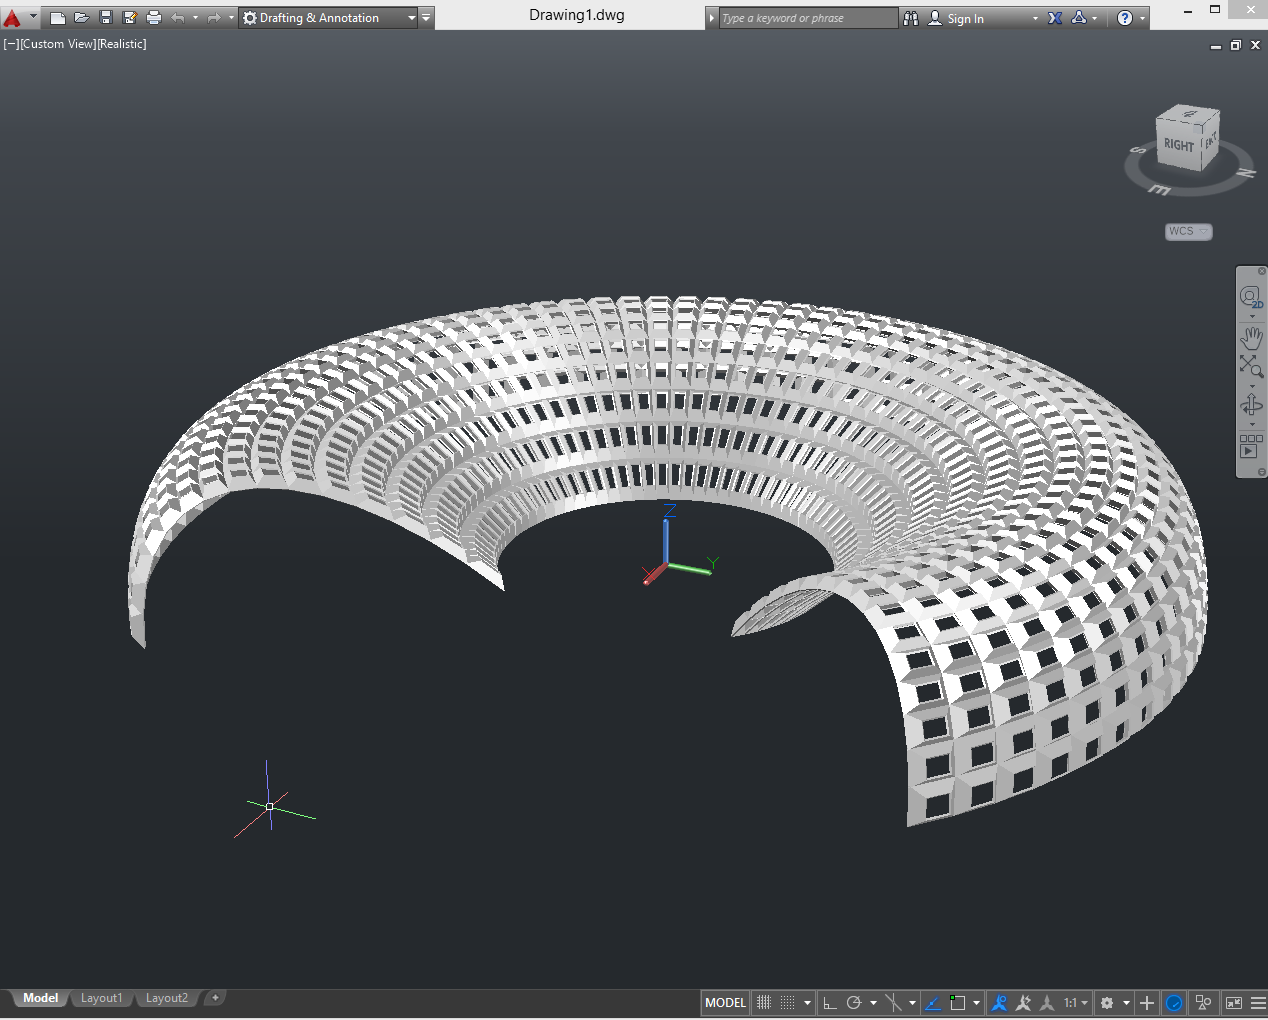 Drafting & Annotation
Drawing1.dwg
Type a keyword or phrase
Sign In
?
[−][Custom View][Realistic]
RIGHT
S
E
N
WCS
2D
Z
Y
X
Model
Layout1
Layout2
+
MODEL
1:1